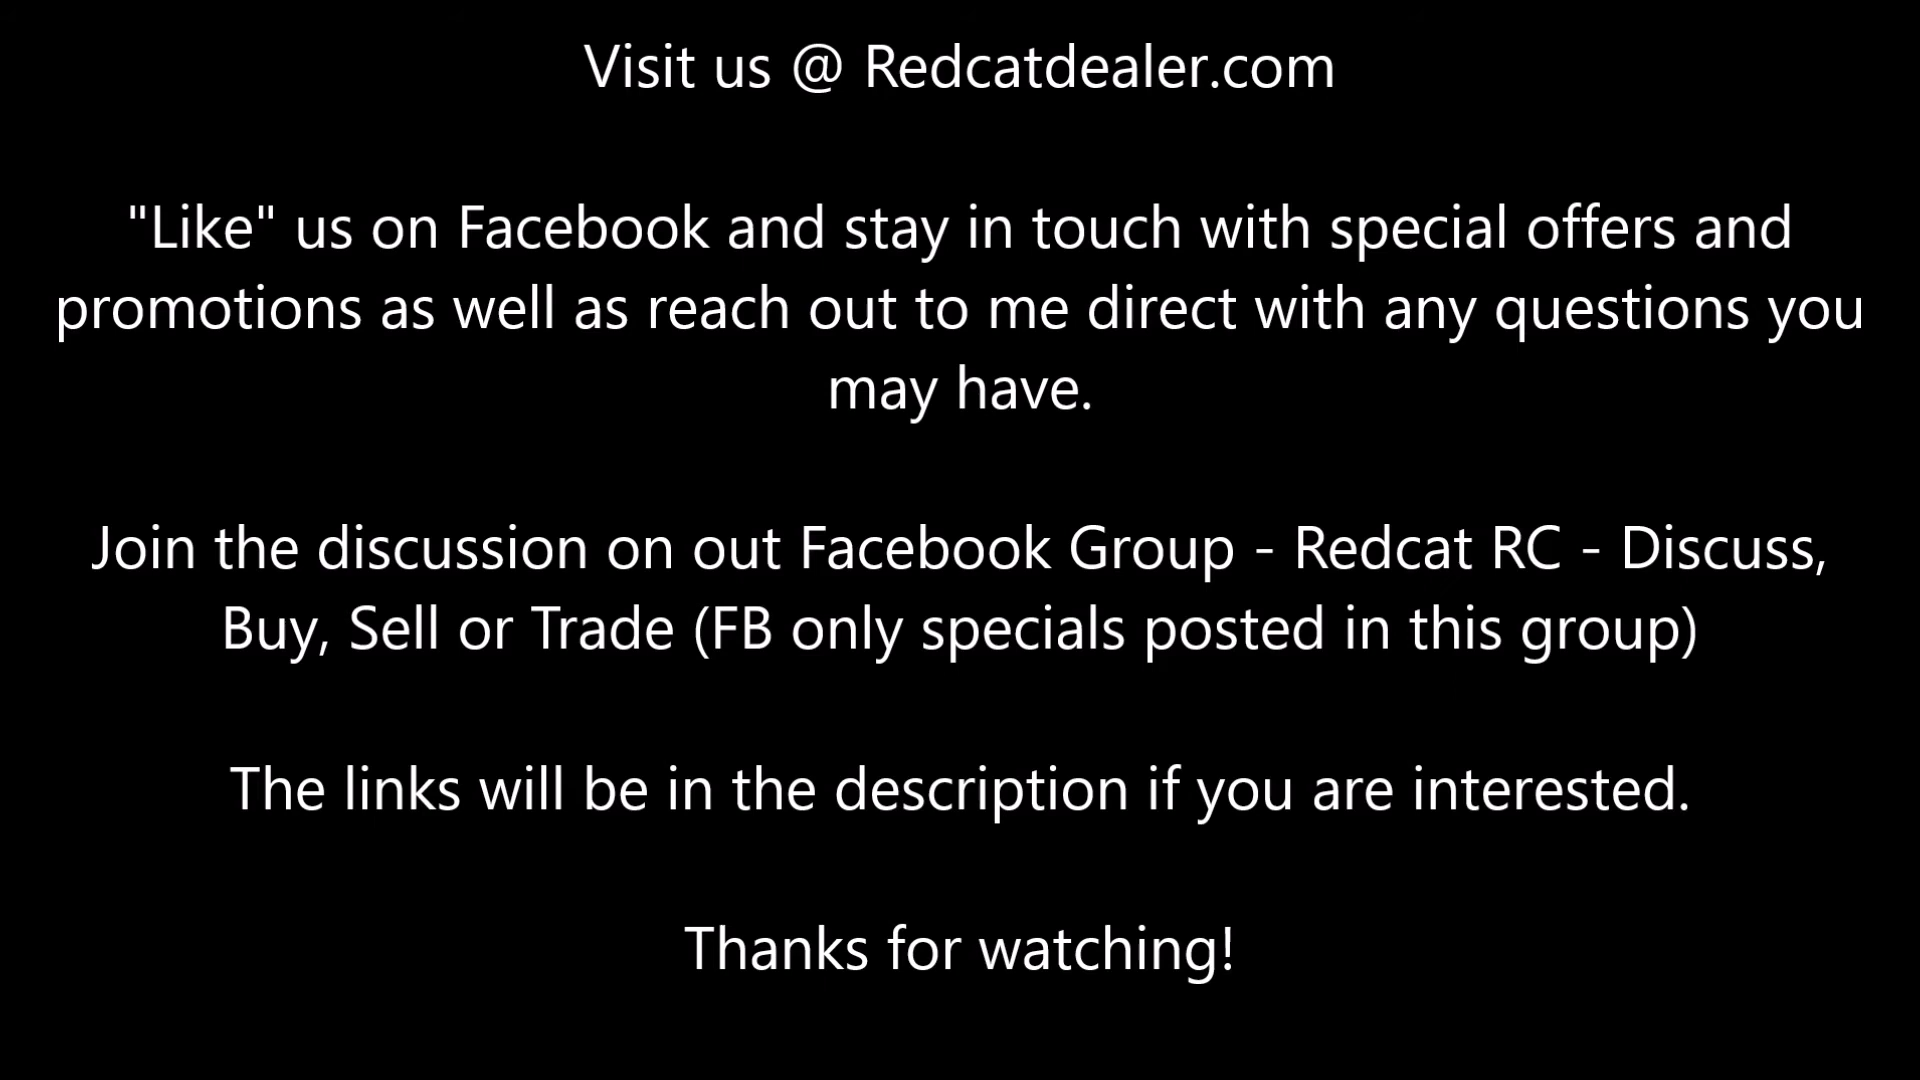 Visit us @ Redcatdealer.com
"Like" us on Facebook and stay in touch with special offers and
promotions as well as reach out to me direct with any questions you
may have.
Join the discussion on out Facebook Group - Redcat RC - Discuss,
Buy, Sell or Trade (FB only specials posted in this group)
The links will be in the description if you are interested.
Thanks for watching!